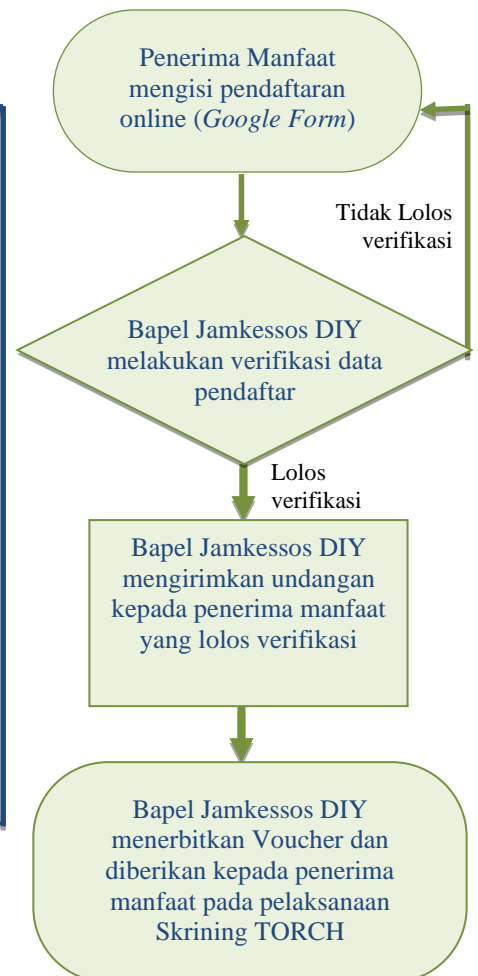 Penerima Manfaat
mengisi pendaftaran
online (Google Form)
Tidak Lolos
verifikasi
Bapel Jamkessos DIY
melakukan verifikasi data
pendaftar
Lolos
verifikasi
Bapel Jamkessos DIY
mengirimkan undangan
kepada penerima manfaat
yang lolos verifikasi
Bapel Jamkessos DIY
menerbitkan Voucher dan
diberikan kepada penerima
manfaat pada pelaksanaan
Skrining TORCH